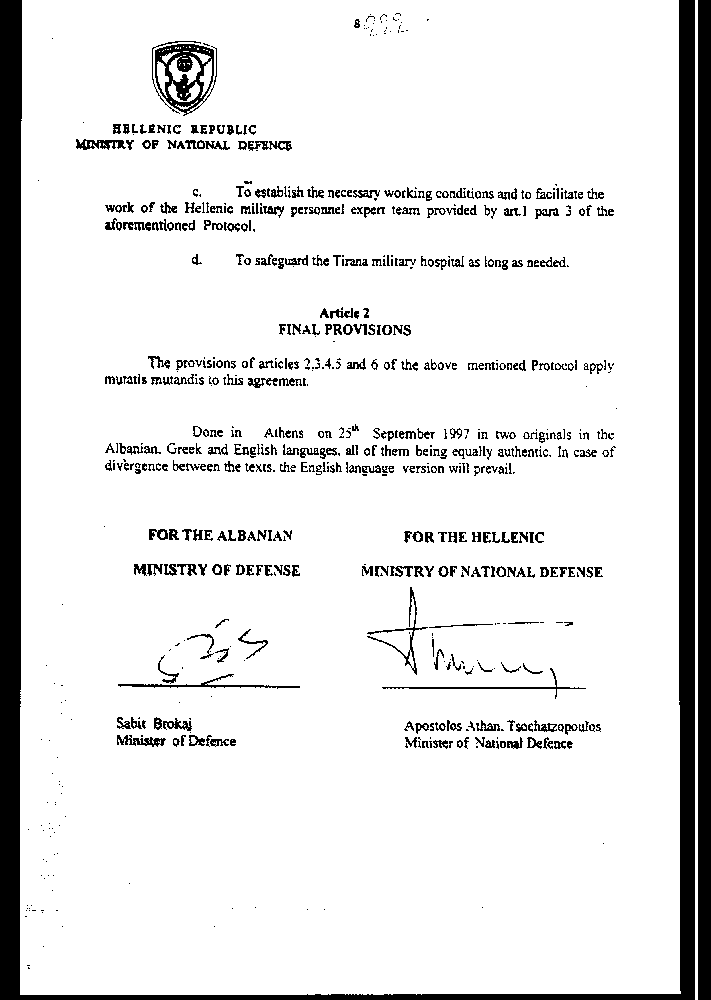 8 222
HELLENIC REPUBLIC
MINISTRY OF NATIONAL DEFENCE
c. To establish the necessary working conditions and to facilitate the
work of the Hellenic military personnel expert team provided by art.1 para 3 of the
aforementioned Protocol.
d. To safeguard the Tirana military hospital as long as needed.
Article 2
FINAL PROVISIONS
The provisions of articles 2.3.4.5 and 6 of the above mentioned Protocol apply
mutatis mutandis to this agreement.
Done in Athens on 25th September 1997 in two originals in the
Albanian. Greek and English languages. all of them being equally authentic. In case of
divergence between the texts. the English language version will prevail.
FOR THE ALBANIAN FOR THE HELLENIC
MINISTRY OF DEFENSE MINISTRY OF NATIONAL DEFENSE
Sabit Brokaj Apostolos Athan. Tsochatzopoulos
Minister of Defence Minister of National Defence